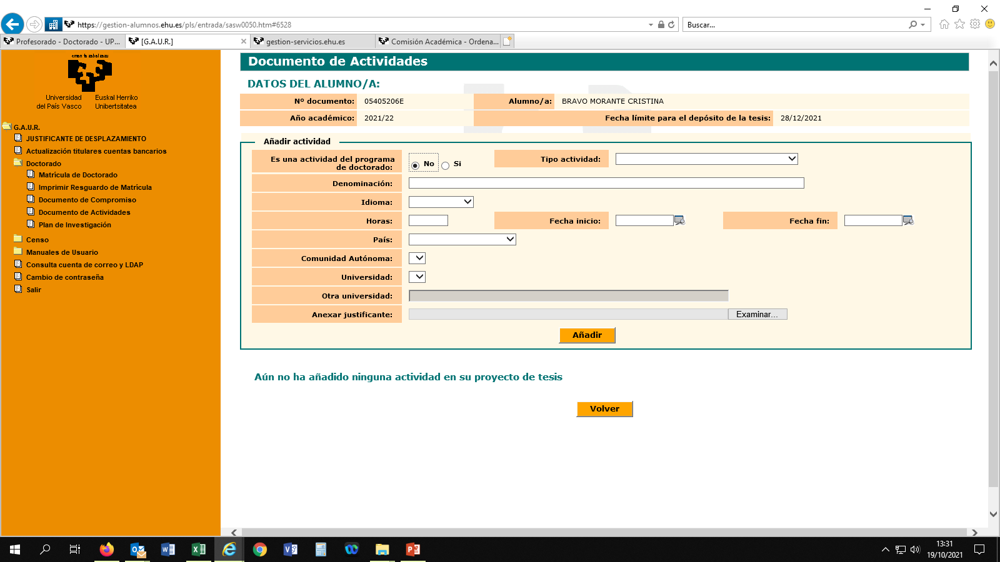 https://gestion-alumnos.ehu.es/pls/entrada/sasw0050.htm#6528
Buscar...
Profesorado - Doctorado - UP...
[G.A.U.R.]
gestion-servicios.ehu.es
Comisión Académica - Ordena...
eman ta zabal zazu
Universidad del País Vasco
Euskal Herriko Unibertsitatea
G.A.U.R.
JUSTIFICANTE DE DESPLAZAMIENTO
Actualización titulares cuentas bancarios
Doctorado
Matrícula de Doctorado
Imprimir Resguardo de Matrícula
Documento de Compromiso
Documento de Actividades
Plan de Investigación
Censo
Manuales de Usuario
Consulta cuenta de correo y LDAP
Cambio de contraseña
Salir
Documento de Actividades
DATOS DEL ALUMNO/A:
Nº documento: 05405206E Alumno/a: BRAVO MORANTE CRISTINA
Año académico: 2021/22 Fecha límite para el depósito de la tesis: 28/12/2021
Añadir actividad
Es una actividad del programa de doctorado: No Si Tipo actividad:
Denominación:
Idioma:
Horas: Fecha inicio: Fecha fin:
País:
Comunidad Autónoma:
Universidad:
Otra universidad:
Anexar justificante: Examinar...
Añadir
Aún no ha añadido ninguna actividad en su proyecto de tesis
Volver
13:31
19/10/2021